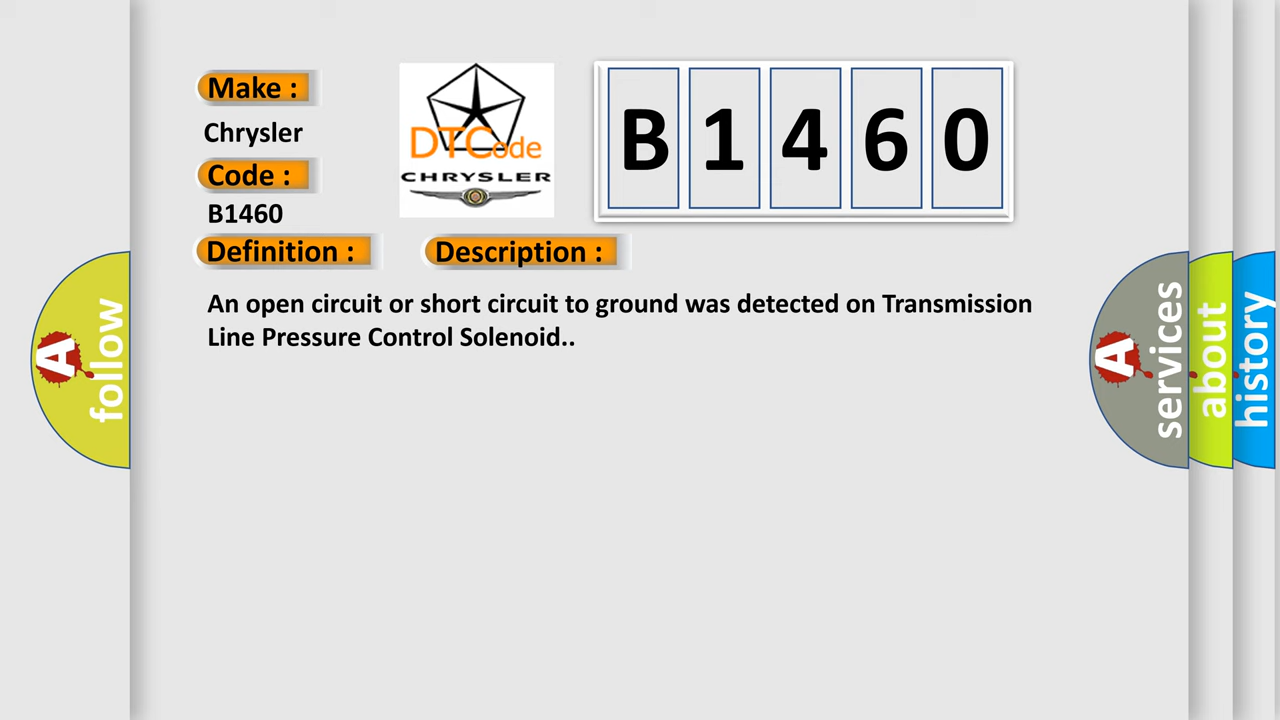 Make :
Chrysler
Code :
B1460
Definition :
Description :
An open circuit or short circuit to ground was detected on Transmission
Line Pressure Control Solenoid..
DTCode
CHRYSLER
B 1 4 6 0
A
follow
A
services
about
history